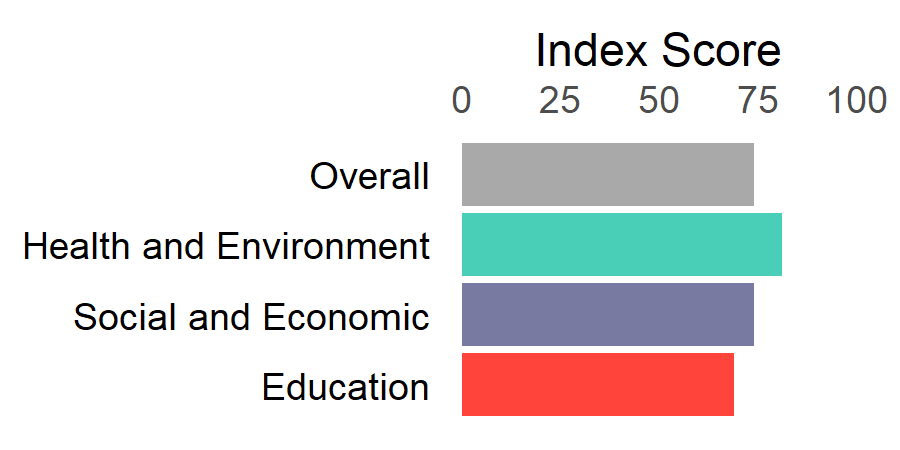 Index Score
0 25 50 75 100
Overall
Health and Environment
Social and Economic
Education